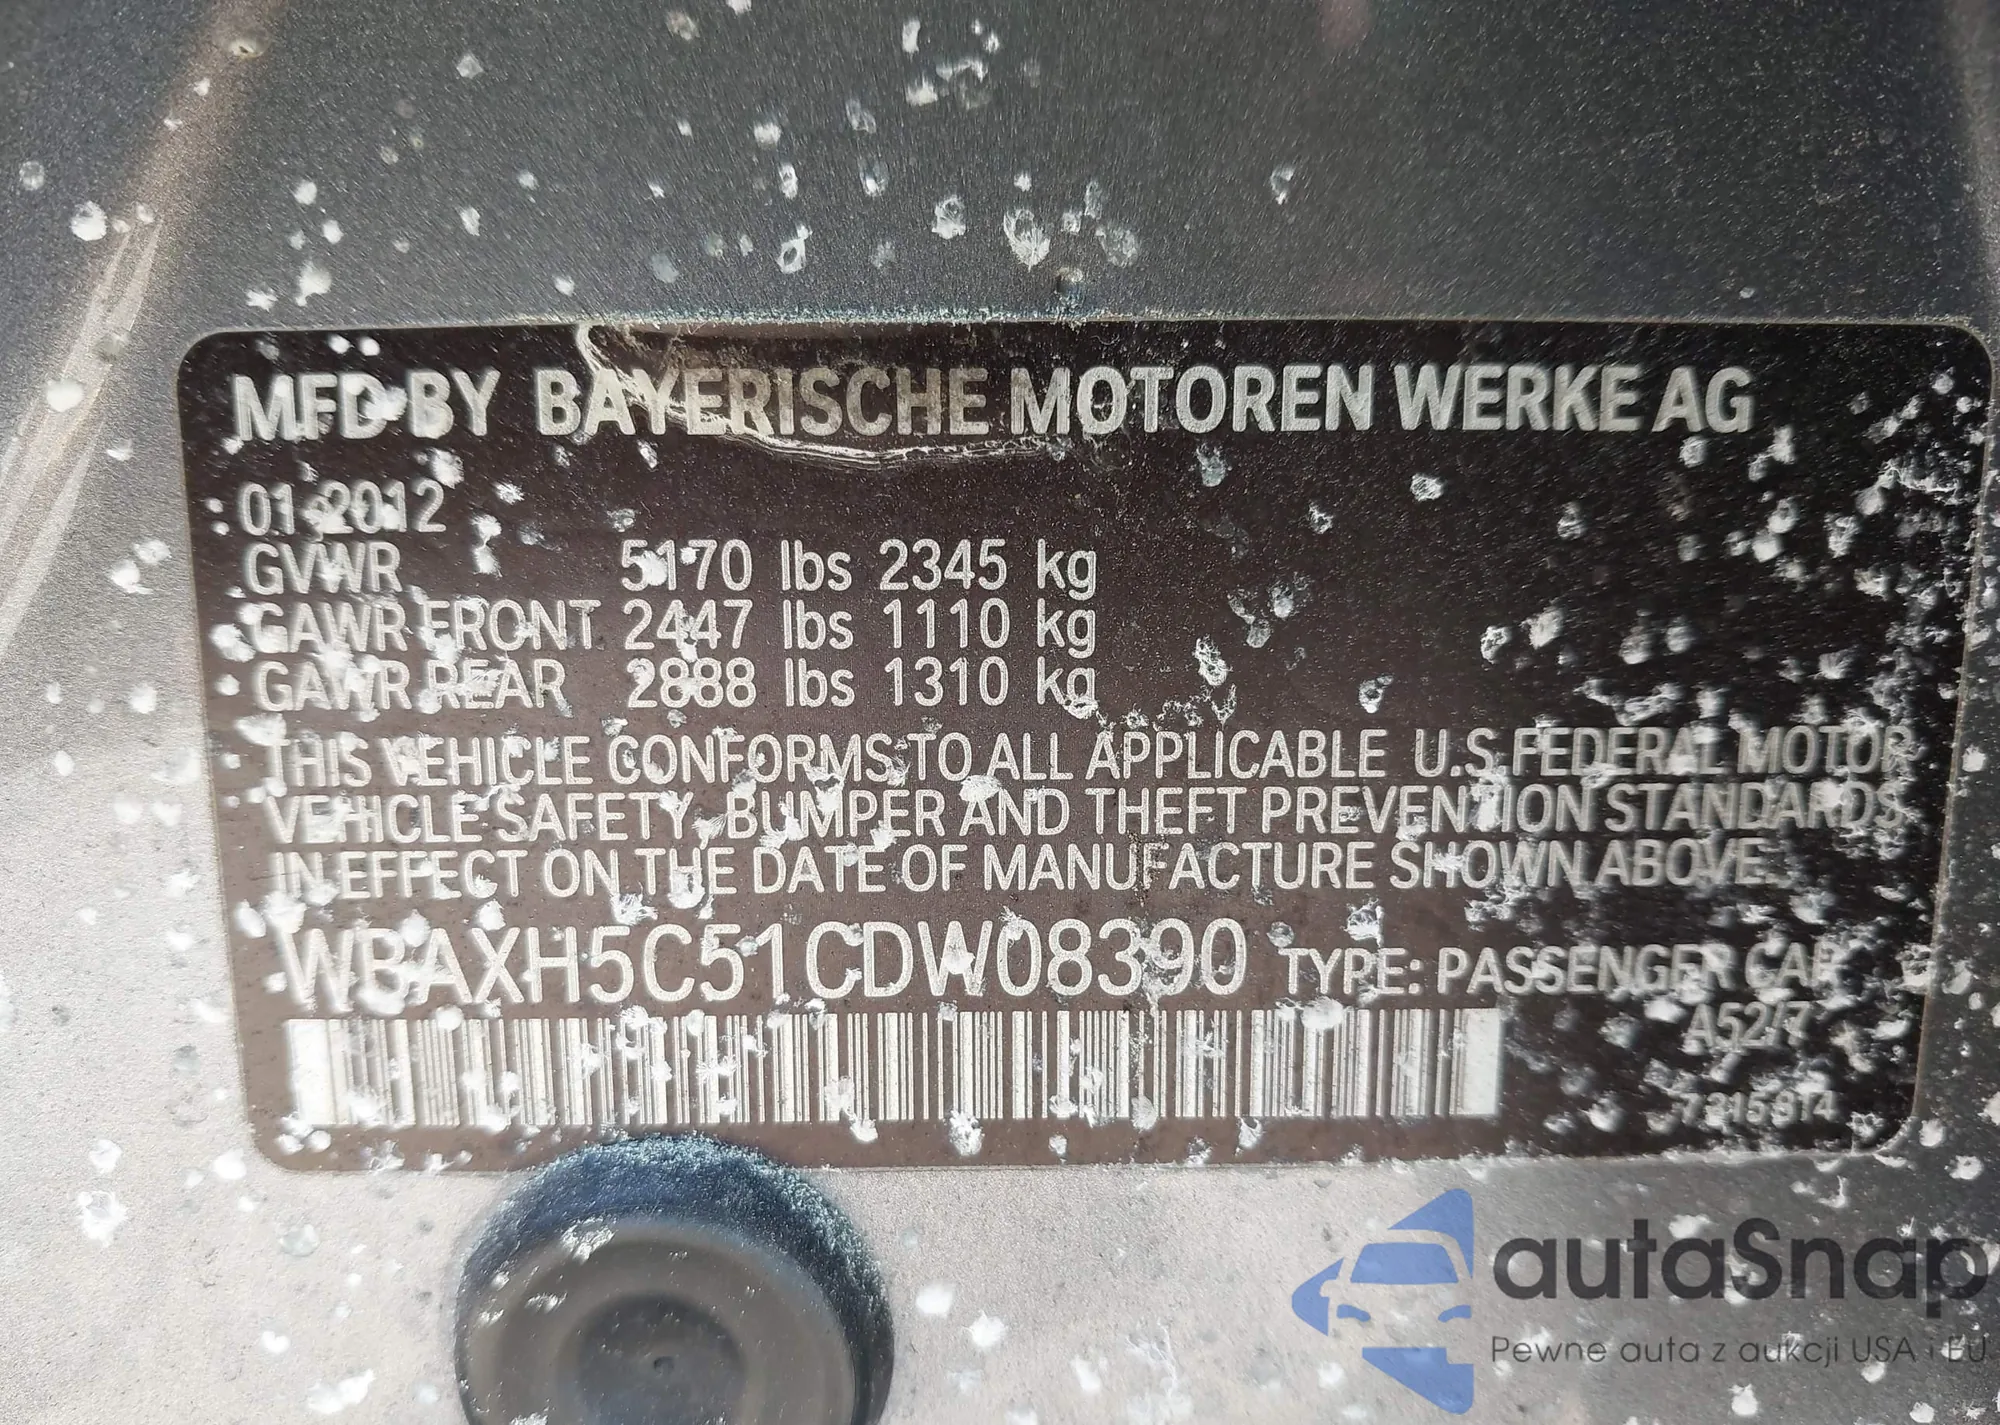 MFD BY BAYERISCHE MOTOREN WERKE AG
01 2012
GVWR 5170 lbs 2345 kg
GAWR FRONT 2447 lbs 1110 kg
GAWR REAR 2888 lbs 1310 kg
THIS VEHICLE CONFORMS TO ALL APPLICABLE U.S. FEDERAL MOTOR
VEHICLE SAFETY, BUMPER AND THEFT PREVENTION STANDARDS
IN EFFECT ON THE DATE OF MANUFACTURE SHOWN ABOVE.
WBAXH5C51CDW08390 TYPE: PASSENGER CAR
A52/7
autaSnap
Pewne auta z aukcji USA i EU